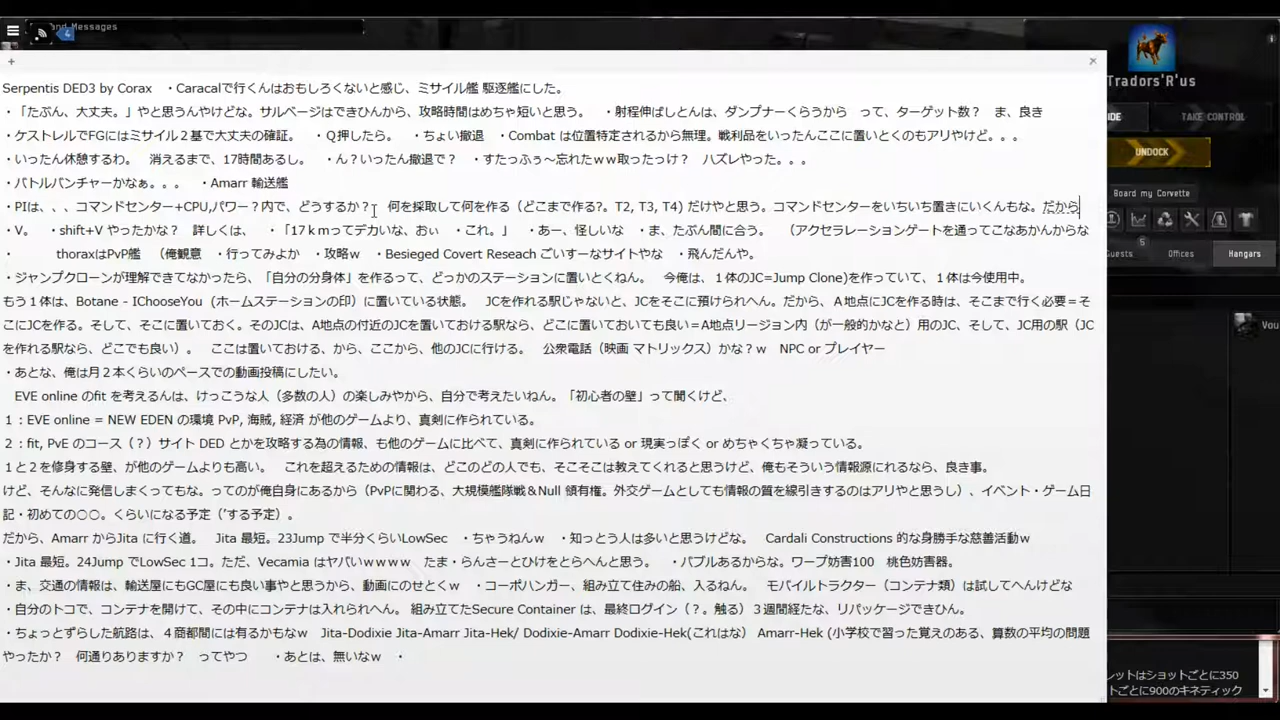 and Messages
4
+
×
Serpentis DED3 by Corax　・Caracalで行くんはおもしろくないと感じ、ミサイル艦 駆逐艦にした。
・「たぶん、大丈夫。」やと思うんやけどな。サルベージはできひんから、攻略時間はめちゃ短いと思う。　・射程伸ばしとんは、ダンプナーくらうから　って、ターゲット数？　ま、良き
・ケストレルでFGにはミサイル２基で大丈夫の確証。　・Q押したら。　・ちょい撤退　・Combat は位置特定されるから無理。戦利品をいったんここに置いとくのもアリやけど。。。
・いったん休憩するわ。　消えるまで、17時間あるし。　・ん？いったん撤退で？　・すたっふぅ～忘れたｗｗ取ったっけ？　ハズレやった。。。
・バトルバンチャーかなぁ。。。　・Amarr 輸送艦
・PIは、、、コマンドセンター+CPU,パワー？内で、どうするか？　何を採取して何を作る（どこまで作る?。T2, T3, T4) だけやと思う。コマンドセンターをいちいち置きにいくんもな。だから
・V。　・shift+V やったかな？　詳しくは、　・「17ｋmってデカいな、おぃ　・これ。」　・あー、怪しいな　・ま、たぶん間に合う。　（アクセラレーションゲートを通ってこなあかんからな
・　　　thoraxはPvP艦　（俺観意　・行ってみよか　・攻略ｗ　・Besieged Covert Reseach ごいすーなサイトやな　・飛んだんや。
・ジャンプクローンが理解できてなかったら、「自分の分身体」を作るって、どっかのステーションに置いとくねん。　今俺は、１体のJC=Jump Clone)を作っていて、１体は今使用中。
もう１体は、Botane - IChooseYou（ホームステーションの印）に置いている状態。　JCを作れる駅じゃないと、JCをそこに預けられへん。だから、Ａ地点にJCを作る時は、そこまで行く必要＝そ
こにJCを作る。そして、そこに置いておく。そのJCは、A地点の付近のJCを置いておける駅なら、どこに置いておいても良い＝A地点リージョン内（が一般的かなと）用のJC、そして、JC用の駅（JC
を作れる駅なら、どこでも良い）。　ここは置いておける、から、ここから、他のJCに行ける。　公衆電話（映画 マトリックス）かな？ｗ　NPC or プレイヤー
・あとな、俺は月２本くらいのペースでの動画投稿にしたい。
　EVE online のfit を考えるんは、けっこうな人（多数の人）の楽しみやから、自分で考えたいねん。「初心者の壁」って聞くけど、
１：EVE online = NEW EDEN の環境 PvP, 海賊, 経済 が他のゲームより、真剣に作られている。
２：fit, PvE のコース（？）サイト DED とかを攻略する為の情報、も他のゲームに比べて、真剣に作られている or 現実っぽく or めちゃくちゃ凝っている。
１と２を修身する壁、が他のゲームよりも高い。　これを超えるための情報は、どこのどの人でも、そこそこは教えてくれると思うけど、俺もそういう情報源にれるなら、良き事。
けど、そんなに発信しまくってもな。ってのが俺自身にあるから（PvPに関わる、大規模艦隊戦＆Null 領有権。外交ゲームとしても情報の質を線引きするのはアリやと思うし）、イベント・ゲーム日
記・初めての○○。くらいになる予定（'する予定）。
だから、Amarr からJita に行く道。　Jita 最短。23Jump で半分くらいLowSec　・ちゃうねんｗ　・知っとう人は多いと思うけどな。　Cardali Constructions 的な身勝手な慈善活動ｗ
・Jita 最短。24Jump でLowSec 1コ。ただ、Vecamia はヤバいｗｗｗｗ　たま・らんさーとひけをとらへんと思う。　・バブルあるからな。ワープ妨害100　桃色妨害器。
・ま、交通の情報は、輸送屋にもGC屋にも良い事やと思うから、動画にのせとくｗ　・コーポハンガー、組み立て住みの船、入るねん。　モバイルトラクター（コンテナ類）は試してへんけどな
・自分のトコで、コンテナを開けて、その中にコンテナは入れられへん。 組み立てたSecure Container は、最終ログイン（？。触る）３週間経たな、リパッケージできひん。
・ちょっとずらした航路は、４商都間には有るかもなｗ　Jita-Dodixie Jita-Amarr Jita-Hek/ Dodixie-Amarr Dodixie-Hek(これはな） Amarr-Hek (小学校で習った覚えのある、算数の平均の問題
やったか？　何通りありますか？　ってやつ　　・あとは、無いなｗ　・
Tradors'R'us
TAKE CONTROL
UNDOCK
Board my Corvette
5
Guests
Offices
Hangars
You
レットはショットごとに350
トごとに900のキネティック